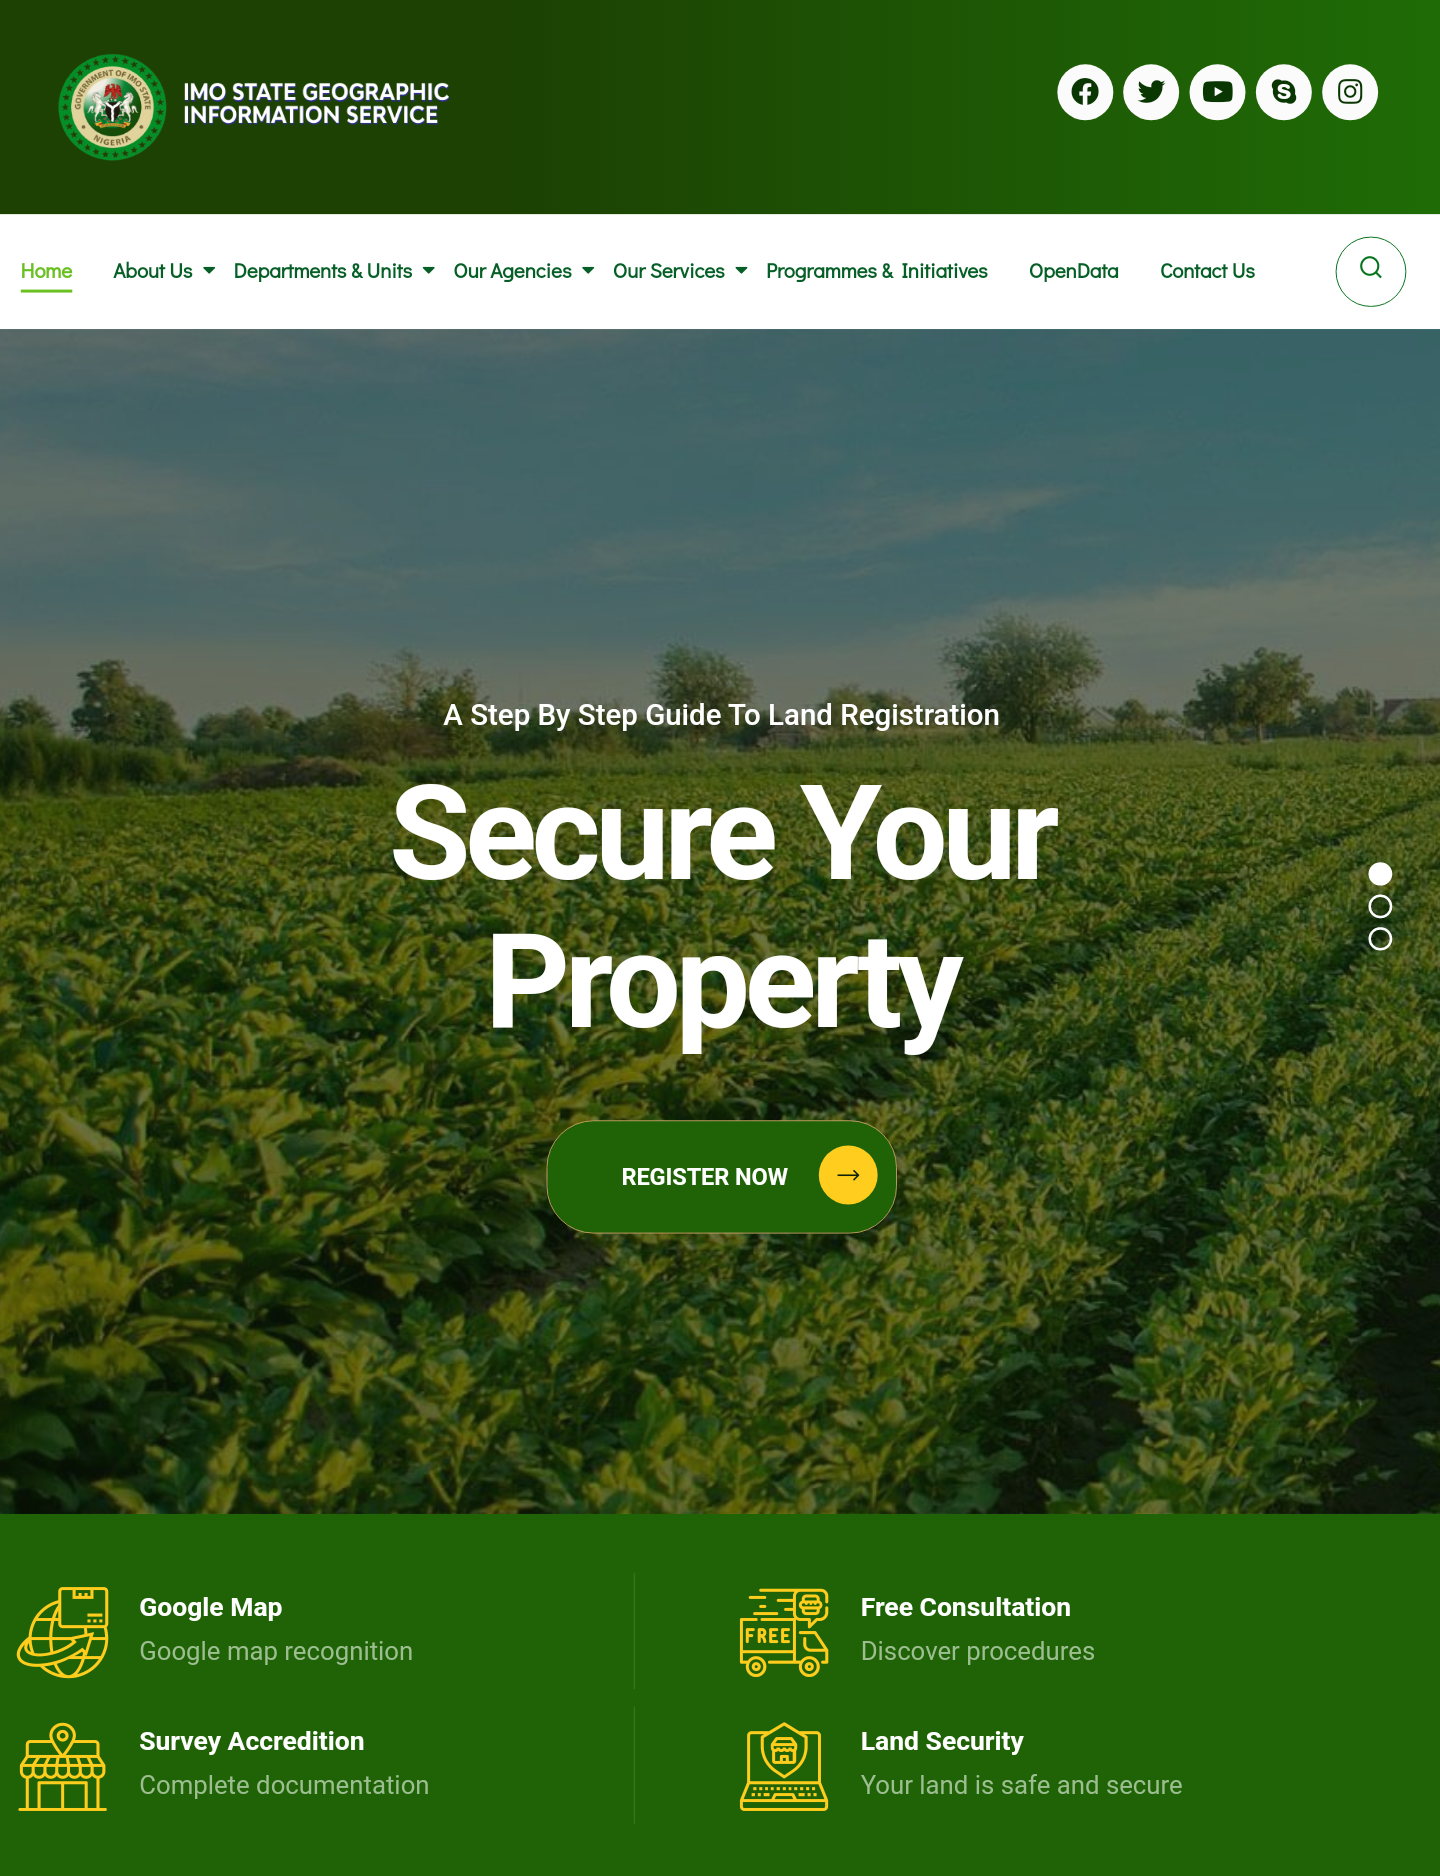 GOVERNMENT OF IMO STATE
NIGERIA
IMO STATE GEOGRAPHIC
INFORMATION SERVICE
Home About Us Departments & Units Our Agencies Our Services Programmes & Initiatives OpenData Contact Us
A Step By Step Guide To Land Registration
Secure Your
Property
REGISTER NOW
Google Map
Google map recognition
FREE
Free Consultation
Discover procedures
Survey Accredition
Complete documentation
Land Security
Your land is safe and secure